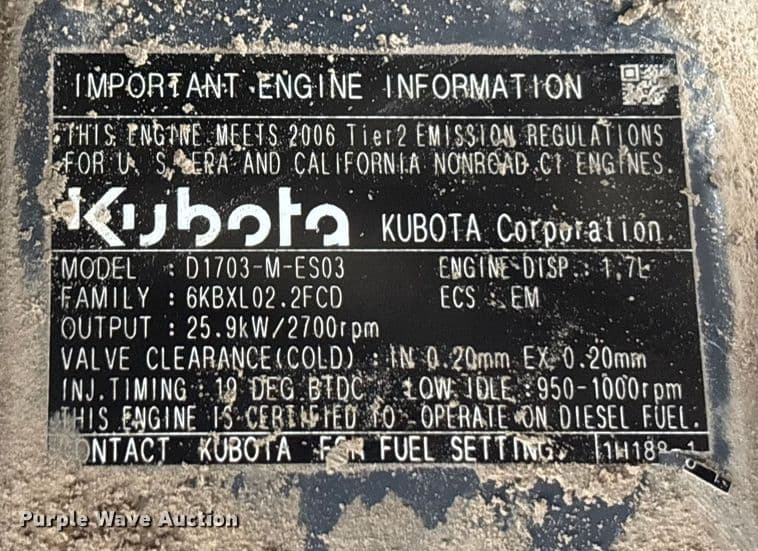 IMPORTANT ENGINE INFORMATION
THIS ENGINE MEETS 2006 Tier2 EMISSION REGULATIONS
FOR U. S. EPA AND CALIFORNIA NONROAD CI ENGINES.
Kubota KUBOTA Corporation
MODEL : D1703-M-ES03 ENGINE DISP. : 1.7L
FAMILY : 6KBXL02.2FCD ECS : EM
OUTPUT : 25.9kW/2700rpm
VALVE CLEARANCE(COLD) : IN 0.20mm EX 0.20mm
INJ.TIMING : 19 DEG BTDC LOW IDLE :950-1000rpm
THIS ENGINE IS CERTIFIED TO OPERATE ON DIESEL FUEL.
CONTACT KUBOTA FOR FUEL SETTING.
Purple Wave Auction